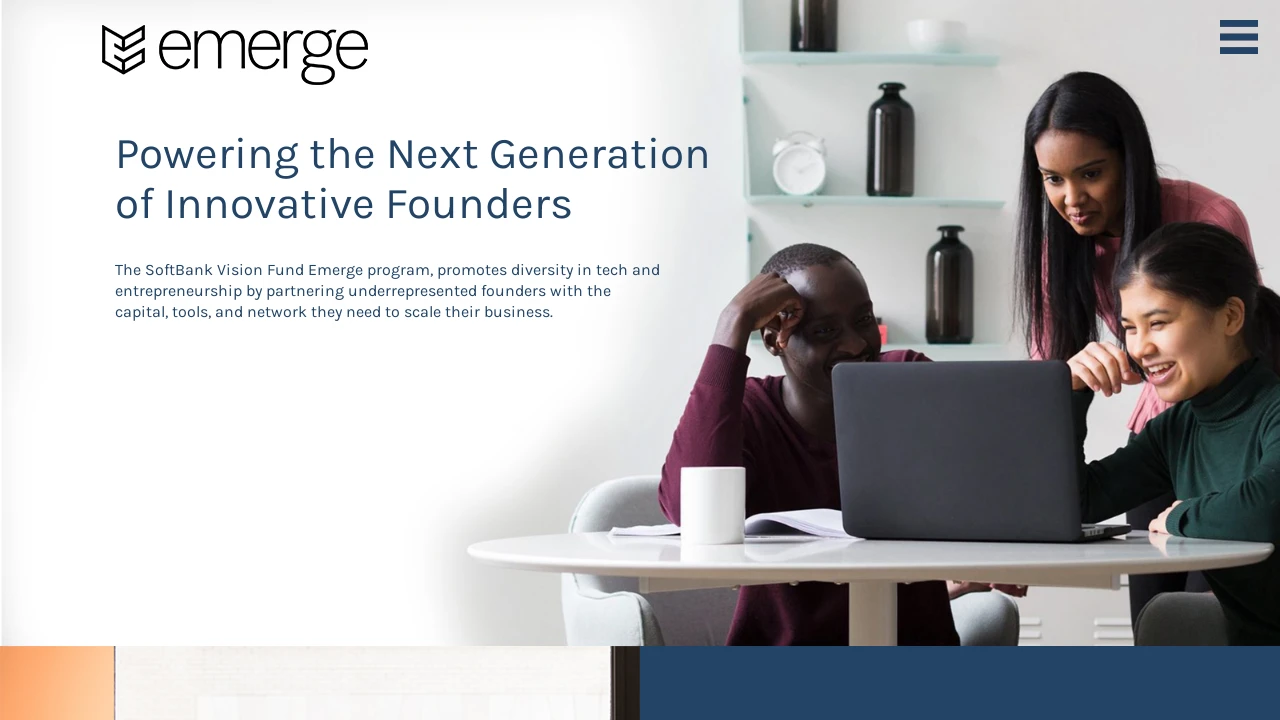 emerge
Powering the Next Generation
of Innovative Founders
The SoftBank Vision Fund Emerge program, promotes diversity in tech and
entrepreneurship by partnering underrepresented founders with the
capital, tools, and network they need to scale their business.